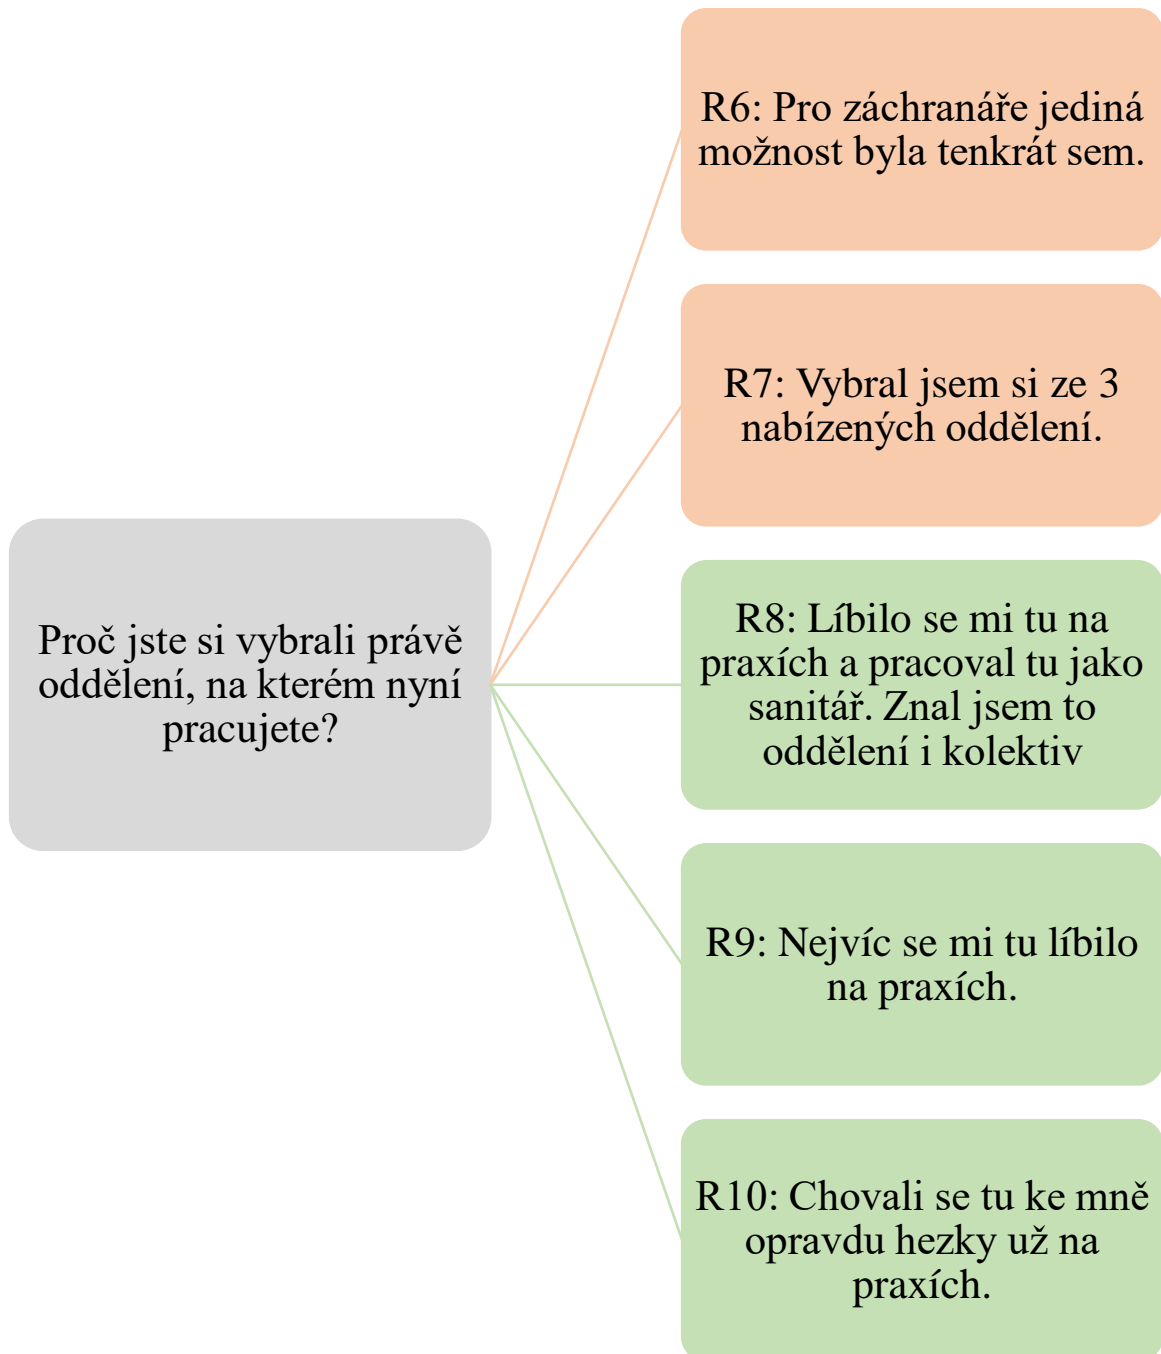 R6: Pro záchranáře jediná
možnost byla tenkrát sem.
R7: Vybral jsem si ze 3
nabízených oddělení.
Proč jste si vybrali právě
oddělení, na kterém nyní
pracujete?
R8: Líbilo se mi tu na
praxích a pracoval tu jako
sanitář. Znal jsem to
oddělení i kolektiv
R9: Nejvíc se mi tu líbilo
na praxích.
R10: Chovali se tu ke mně
opravdu hezky už na
praxích.